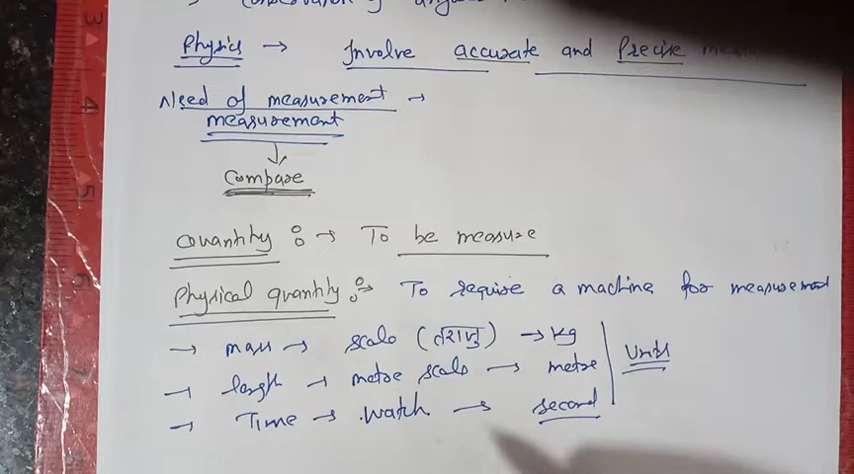 Physics → Involve accurate and Precise
Need of measurement →
measurement
↓
Compare
Quantity :→ To be measure
Physical quantity :→ To require a machine for measurement
→ mass → scale (तराजू) → Kg
→ length → metre scale → metre
→ Time → watch → second
Units